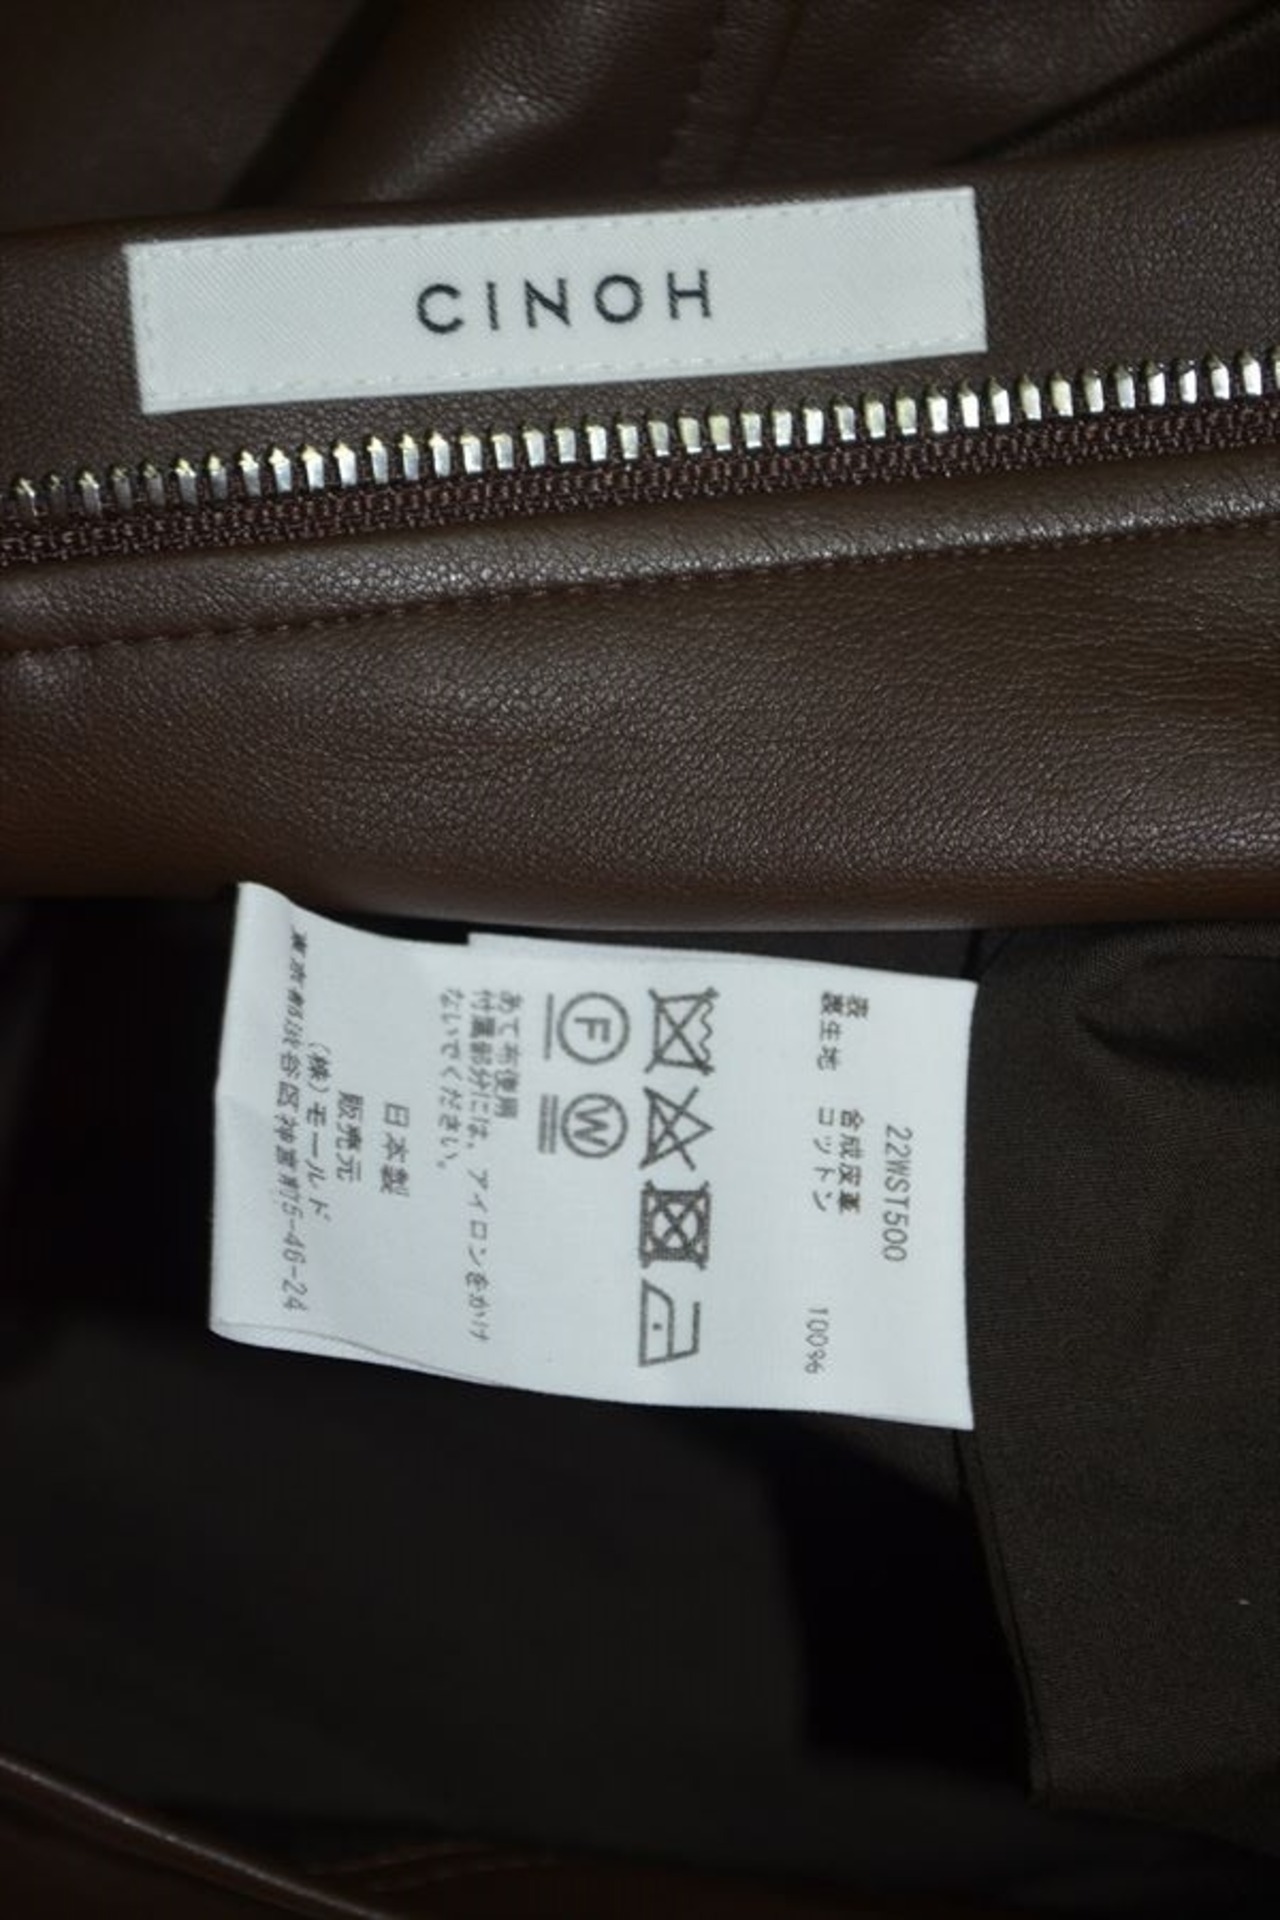 CINOH
22WST500
表 合成皮革
裏生地 コットン 100%
F W
あて布使用
付属部分には、アイロンをかけ
ないでください。
日本製
販売元
(株)モールド
東京都渋谷区神宮前5-46-24